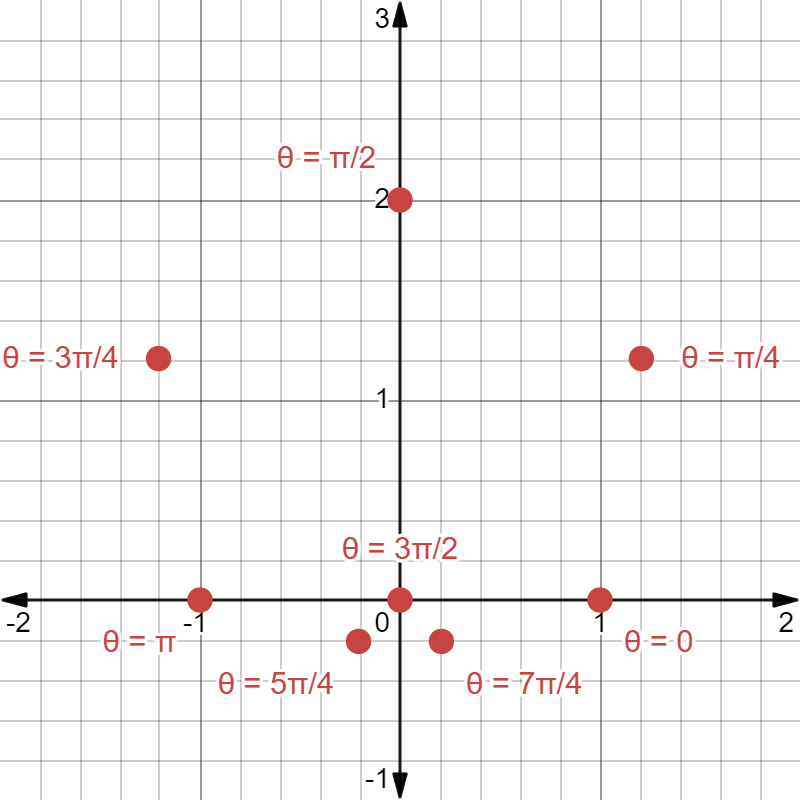 3
θ = π/2
2
θ = 3π/4
θ = π/4
1
θ = 3π/2
-2
-1
0
1
2
θ = π
θ = 0
θ = 5π/4
θ = 7π/4
-1